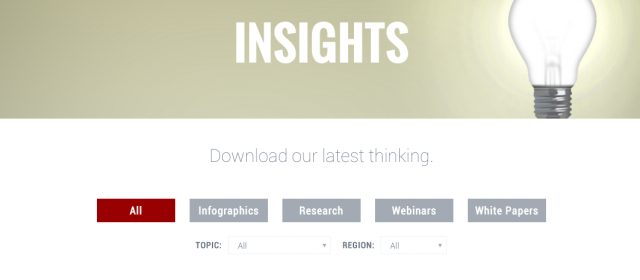 INSIGHTS
Download our latest thinking.
All Infographics Research Webinars White Papers
TOPIC: All REGION: All